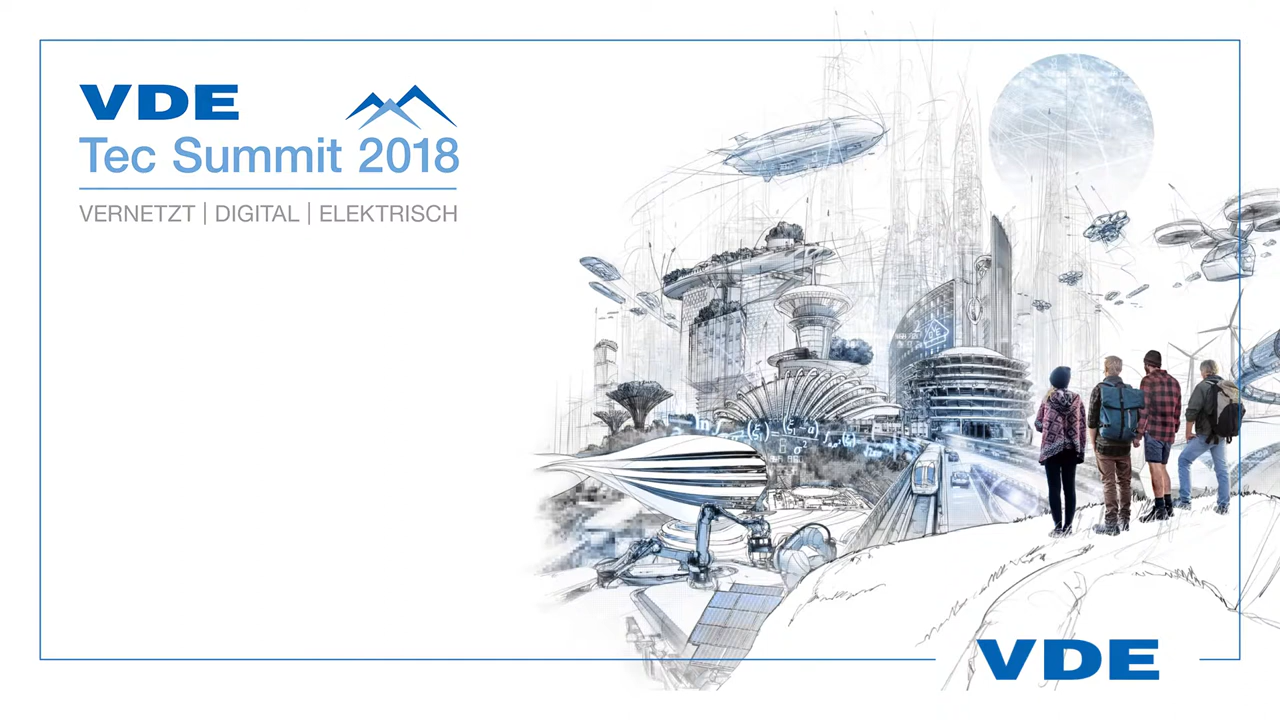 VDE
Tec Summit 2018
VERNETZT | DIGITAL | ELEKTRISCH
VDE